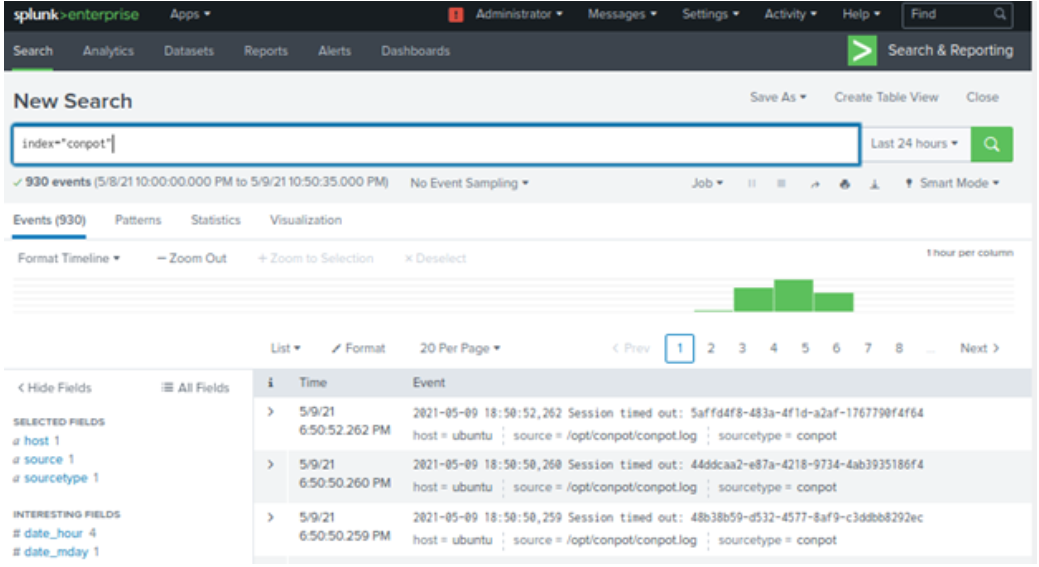 splunk>enterprise Apps Administrator Messages Settings Activity Help Find
Search Analytics Datasets Reports Alerts Dashboards Search & Reporting
New Search Save As Create Table View Close
index="conpot" Last 24 hours
930 events (5/8/21 10:00:00.000 PM to 5/9/21 10:50:35.000 PM) No Event Sampling Job Smart Mode
Events (930) Patterns Statistics Visualization
Format Timeline — Zoom Out + Zoom to Selection × Deselect 1 hour per column
List Format 20 Per Page < Prev 1 2 3 4 5 6 7 8 ... Next >
< Hide Fields All Fields i Time Event
SELECTED FIELDS
a host 1
a source 1
a sourcetype 1
INTERESTING FIELDS
# date_hour 4
# date_mday 1
> 5/9/21 2021-05-09 18:50:52,262 Session timed out: 5affd4f8-483a-4f1d-a2af-1767790f4f64
6:50:52.262 PM host = ubuntu source = /opt/conpot/conpot.log sourcetype = conpot
> 5/9/21 2021-05-09 18:50:50,260 Session timed out: 44ddcaa2-e87a-4218-9734-4ab3935186f4
6:50:50.260 PM host = ubuntu source = /opt/conpot/conpot.log sourcetype = conpot
> 5/9/21 2021-05-09 18:50:50,259 Session timed out: 48b38b59-d532-4577-8af9-c3ddbb8292ec
6:50:50.259 PM host = ubuntu source = /opt/conpot/conpot.log sourcetype = conpot